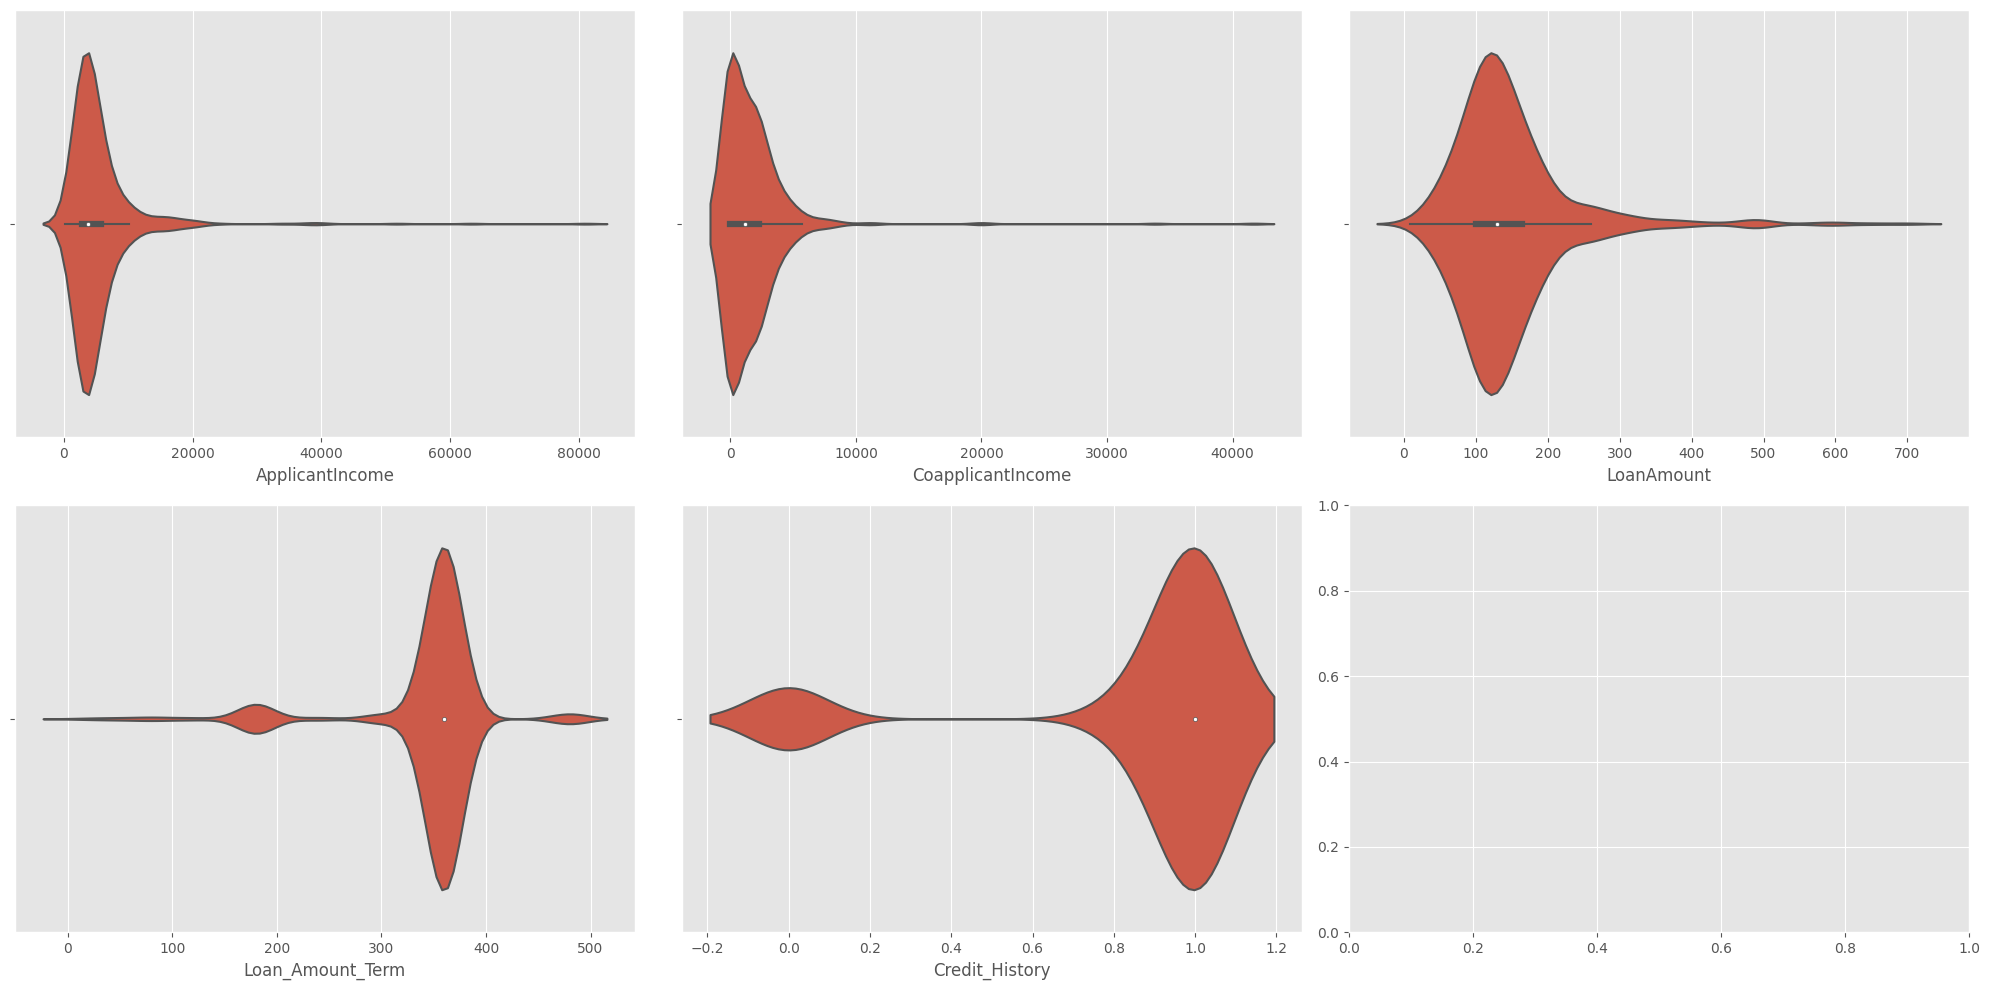 0 20000 40000 60000 80000
ApplicantIncome
0 10000 20000 30000 40000
CoapplicantIncome
0 100 200 300 400 500 600 700
LoanAmount
0 100 200 300 400 500
Loan_Amount_Term
−0.2 0.0 0.2 0.4 0.6 0.8 1.0 1.2
Credit_History
1.0
0.8
0.6
0.4
0.2
0.0
0.0 0.2 0.4 0.6 0.8 1.0